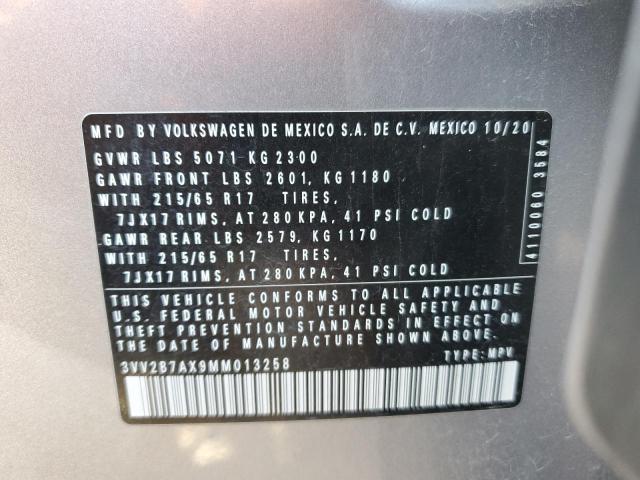 MFD BY VOLKSWAGEN DE MEXICO S.A. DE C.V. MEXICO 10/20
GVWR LBS 5071 KG 2300
GAWR FRONT LBS 2601, KG 1180
WITH 215/65 R17 TIRES,
7JX17 RIMS, AT 280 KPA, 41 PSI COLD
GAWR REAR LBS 2579, KG 1170
WITH 215/65 R17 TIRES,
7JX17 RIMS, AT 280 KPA, 41 PSI COLD
THIS VEHICLE CONFORMS TO ALL APPLICABLE
U.S. FEDERAL MOTOR VEHICLE SAFETY AND
THEFT PREVENTION STANDARDS IN EFFECT ON
THE DATE OF MANUFACTURE SHOWN ABOVE.
3VV2B7AX9MM013258 TYPE: MPV
4110060 3584